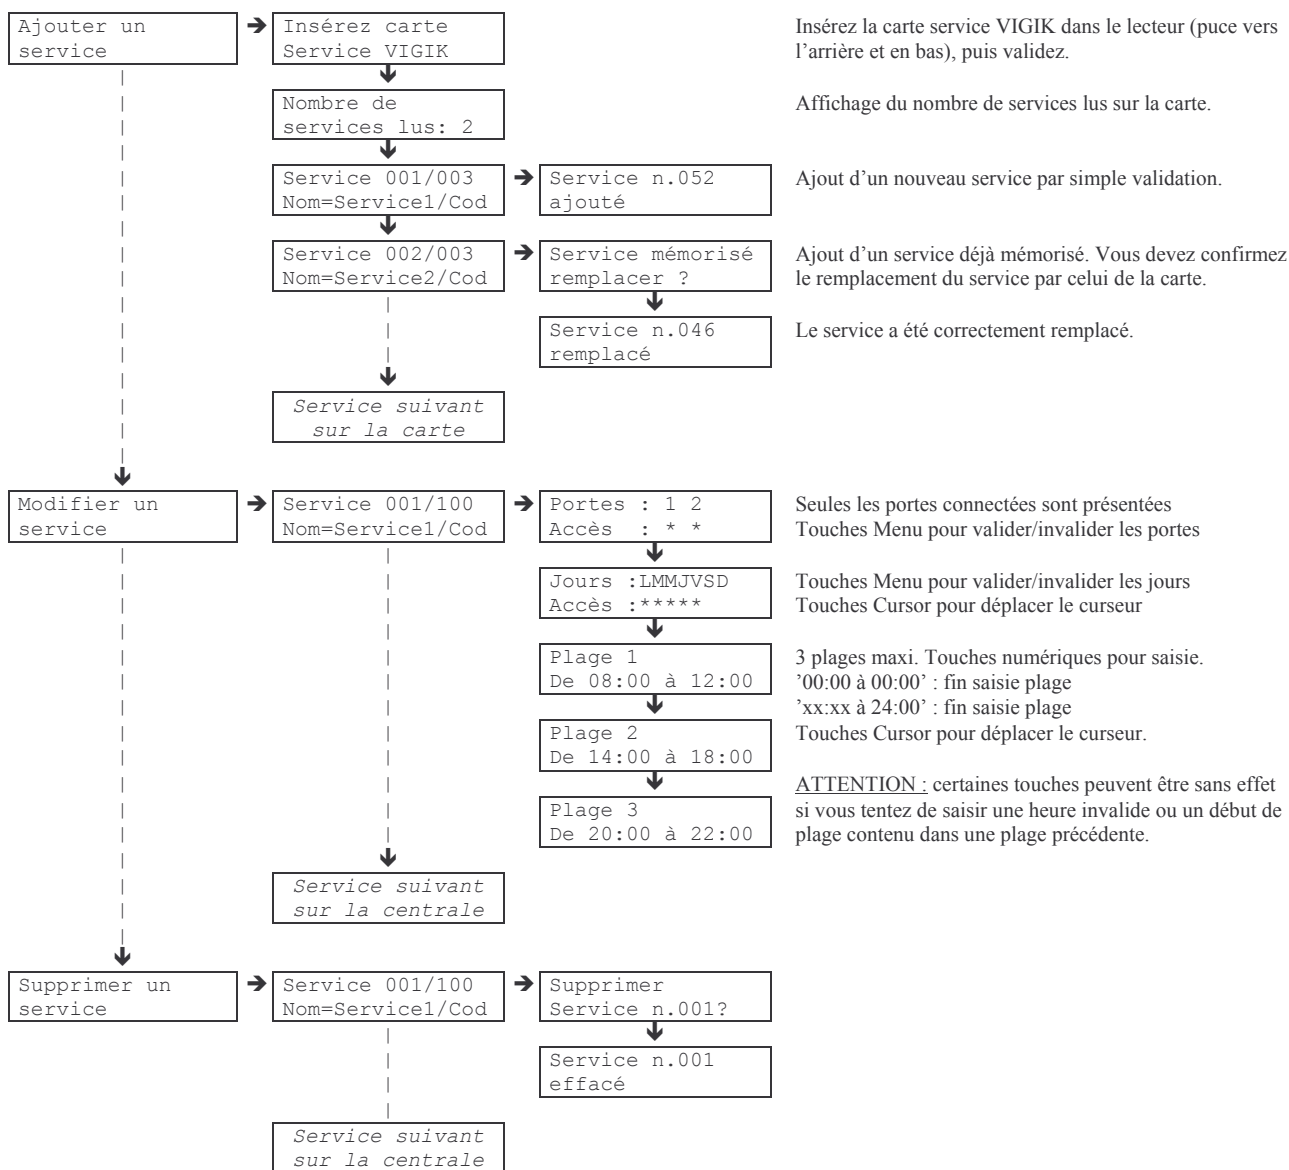 Ajouter un
service
Insérez carte
Service VIGIK
Insérez la carte service VIGIK dans le lecteur (puce vers
l’arrière et en bas), puis validez.
Nombre de
services lus: 2
Affichage du nombre de services lus sur la carte.
Service 001/003
Nom=Service1/Cod
Service n.052
ajouté
Ajout d’un nouveau service par simple validation.
Service 002/003
Nom=Service2/Cod
Service mémorisé
remplacer ?
Ajout d’un service déjà mémorisé. Vous devez confirmez
le remplacement du service par celui de la carte.
Service n.046
remplacé
Le service a été correctement remplacé.
Service suivant
sur la carte
Modifier un
service
Service 001/100
Nom=Service1/Cod
Portes : 1 2
Accès : * *
Seules les portes connectées sont présentées
Touches Menu pour valider/invalider les portes
Jours :LMMJVSD
Accès :*****
Touches Menu pour valider/invalider les jours
Touches Cursor pour déplacer le curseur
Plage 1
De 08:00 à 12:00
3 plages maxi. Touches numériques pour saisie.
’00:00 à 00:00’ : fin saisie plage
’xx:xx à 24:00’ : fin saisie plage
Touches Cursor pour déplacer le curseur.
Plage 2
De 14:00 à 18:00
Plage 3
De 20:00 à 22:00
ATTENTION : certaines touches peuvent être sans effet
si vous tentez de saisir une heure invalide ou un début de
plage contenu dans une plage précédente.
Service suivant
sur la centrale
Supprimer un
service
Service 001/100
Nom=Service1/Cod
Supprimer
Service n.001?
Service n.001
effacé
Service suivant
sur la centrale